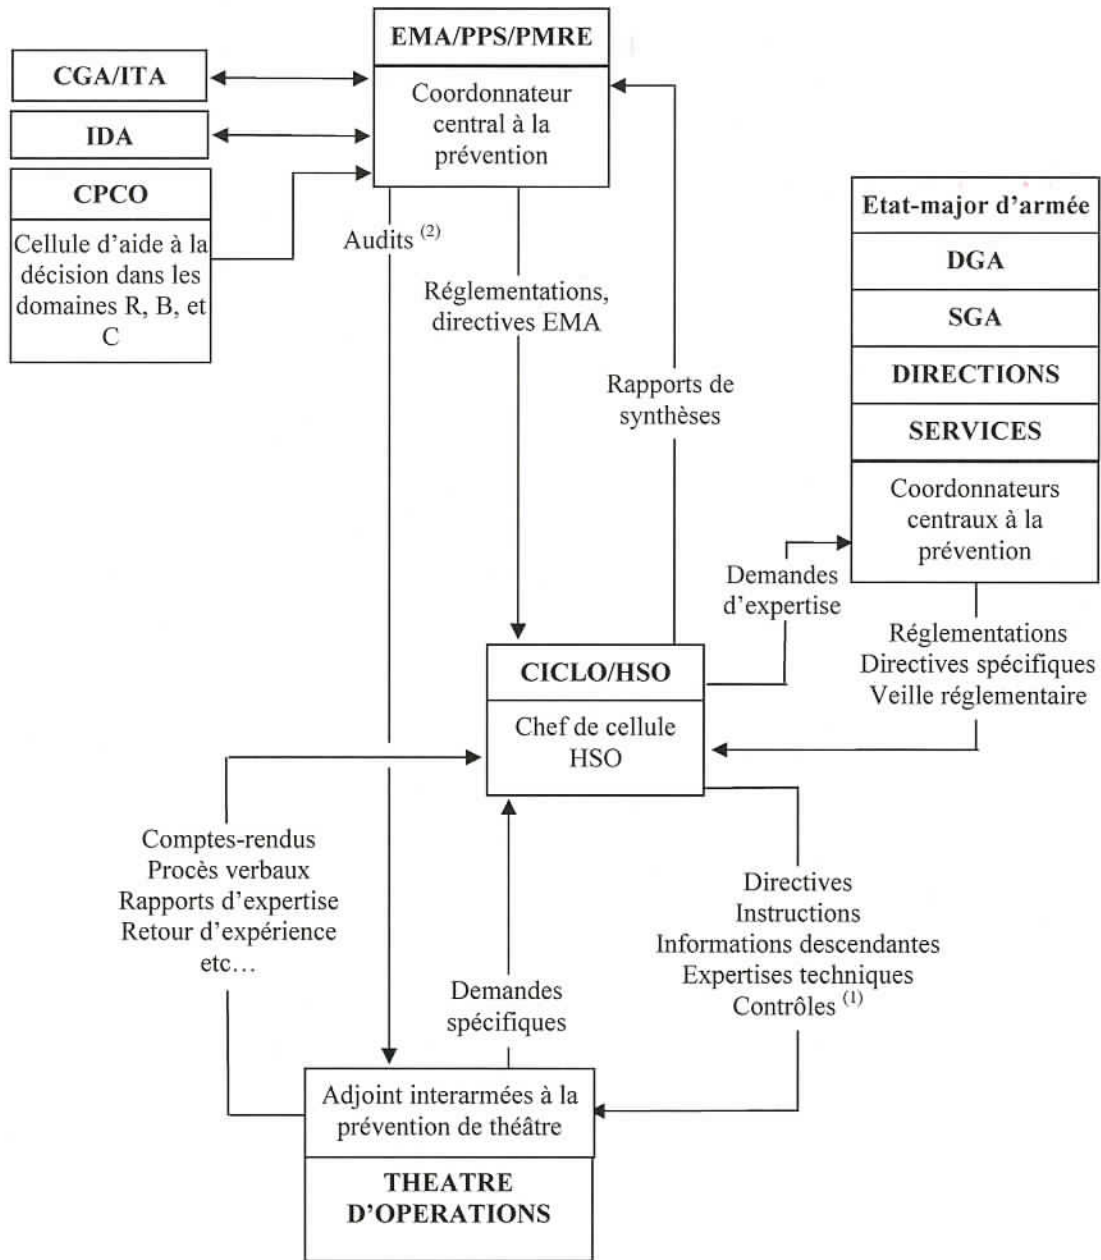 EMA/PPS/PMRE
Coordonnateur
central à la
prévention
CGA/ITA
IDA
CPCO
Cellule d'aide à la
décision dans les
domaines R, B, et
C
Audits (2)
Réglementations,
directives EMA
Rapports de
synthèses
Etat-major d'armée
DGA
SGA
DIRECTIONS
SERVICES
Coordonnateurs
centraux à la
prévention
Demandes
d'expertise
Réglementations
Directives spécifiques
Veille réglementaire
CICLO/HSO
Chef de cellule
HSO
Comptes-rendus
Procès verbaux
Rapports d'expertise
Retour d'expérience
etc…
Demandes
spécifiques
Directives
Instructions
Informations descendantes
Expertises techniques
Contrôles (1)
Adjoint interarmées à la
prévention de théâtre
THEATRE
D'OPERATIONS